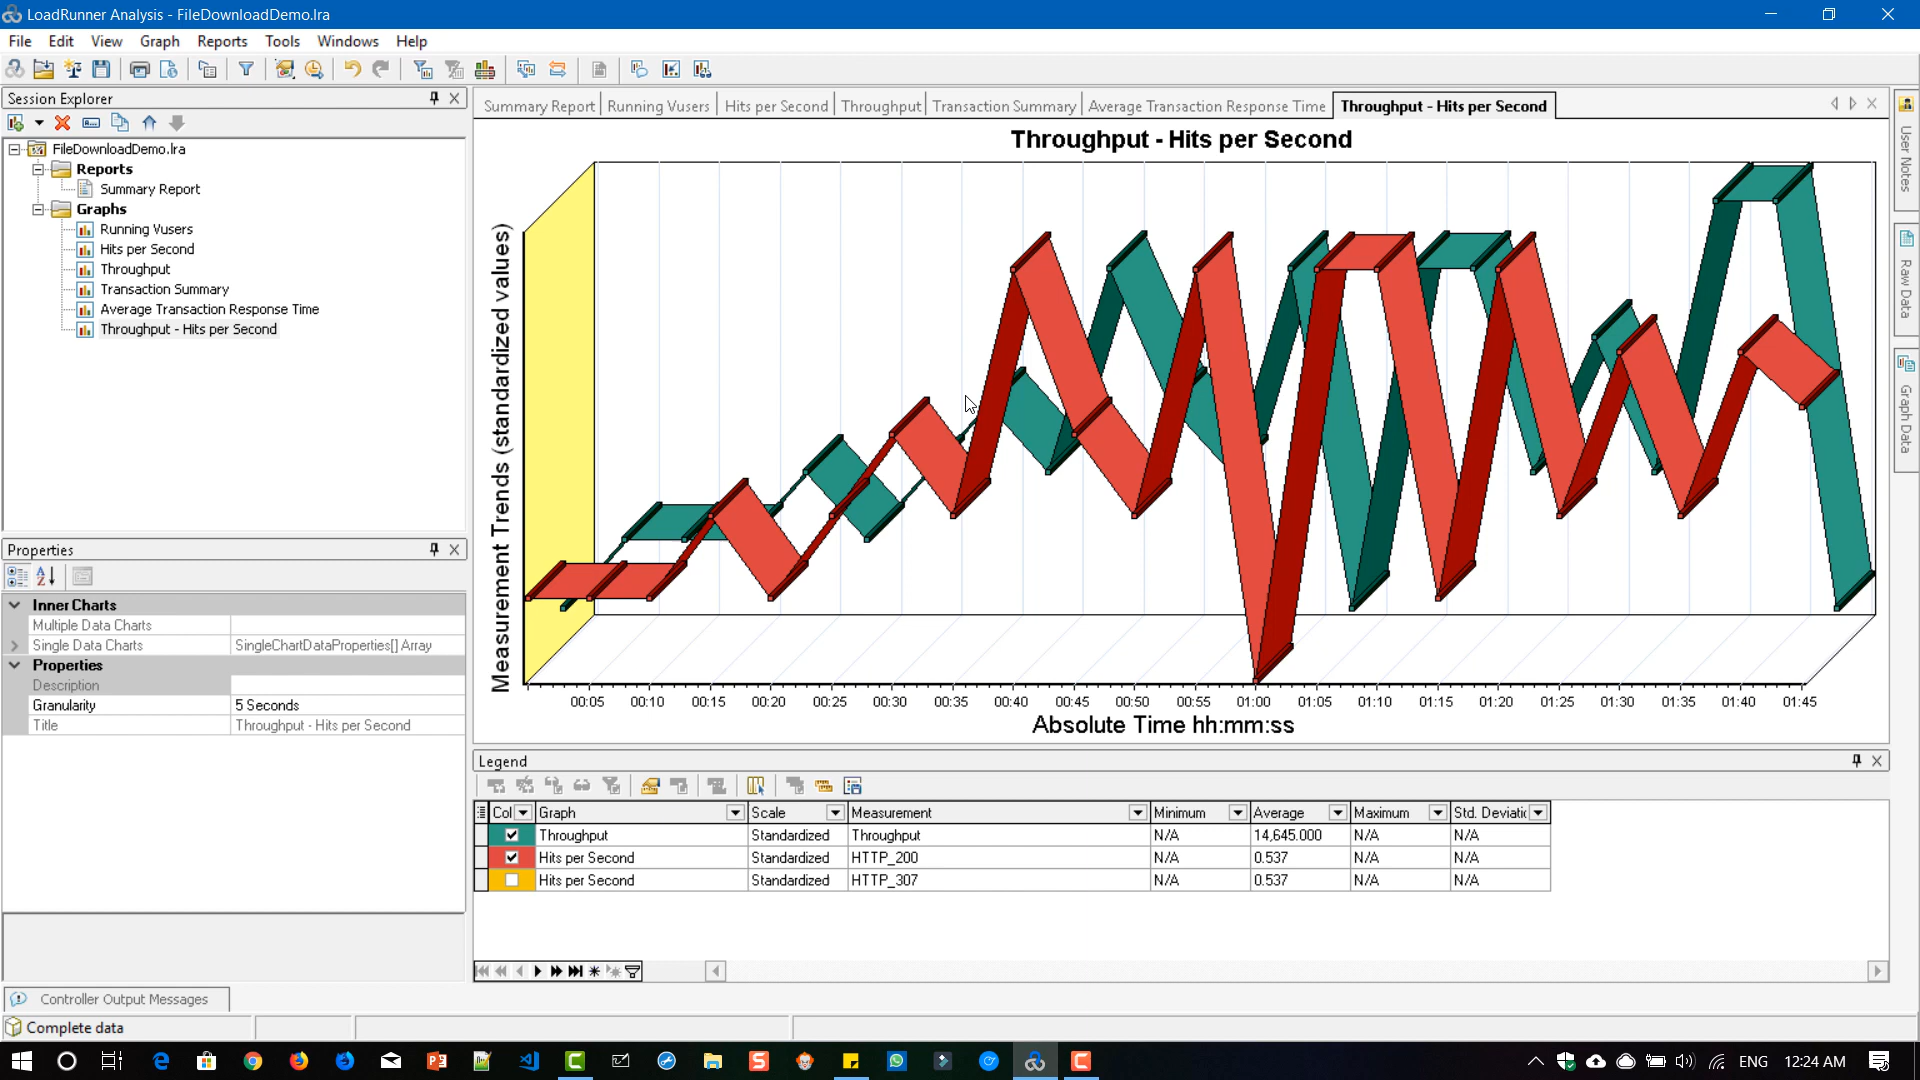 LoadRunner Analysis - FileDownloadDemo.lra
File Edit View Graph Reports Tools Windows Help
Session Explorer
FileDownloadDemo.lra
Reports
Summary Report
Graphs
Running Vusers
Hits per Second
Throughput
Transaction Summary
Average Transaction Response Time
Throughput - Hits per Second
Properties
Inner Charts
Multiple Data Charts
Single Data Charts SingleChartDataProperties[] Array
Properties
Description
Granularity 5 Seconds
Title Throughput - Hits per Second
Summary Report Running Vusers Hits per Second Throughput Transaction Summary Average Transaction Response Time Throughput - Hits per Second
Throughput - Hits per Second
Measurement Trends (standardized values)
00:05 00:10 00:15 00:20 00:25 00:30 00:35 00:40 00:45 00:50 00:55 01:00 01:05 01:10 01:15 01:20 01:25 01:30 01:35 01:40 01:45
Absolute Time hh:mm:ss
User Notes
Raw Data
Graph Data
Legend
Col Graph Scale Measurement Minimum Average Maximum Std. Deviatic
Throughput Standardized Throughput N/A 14,645.000 N/A N/A
Hits per Second Standardized HTTP_200 N/A 0.537 N/A N/A
Hits per Second Standardized HTTP_307 N/A 0.537 N/A N/A
Controller Output Messages
Complete data
ENG 12:24 AM